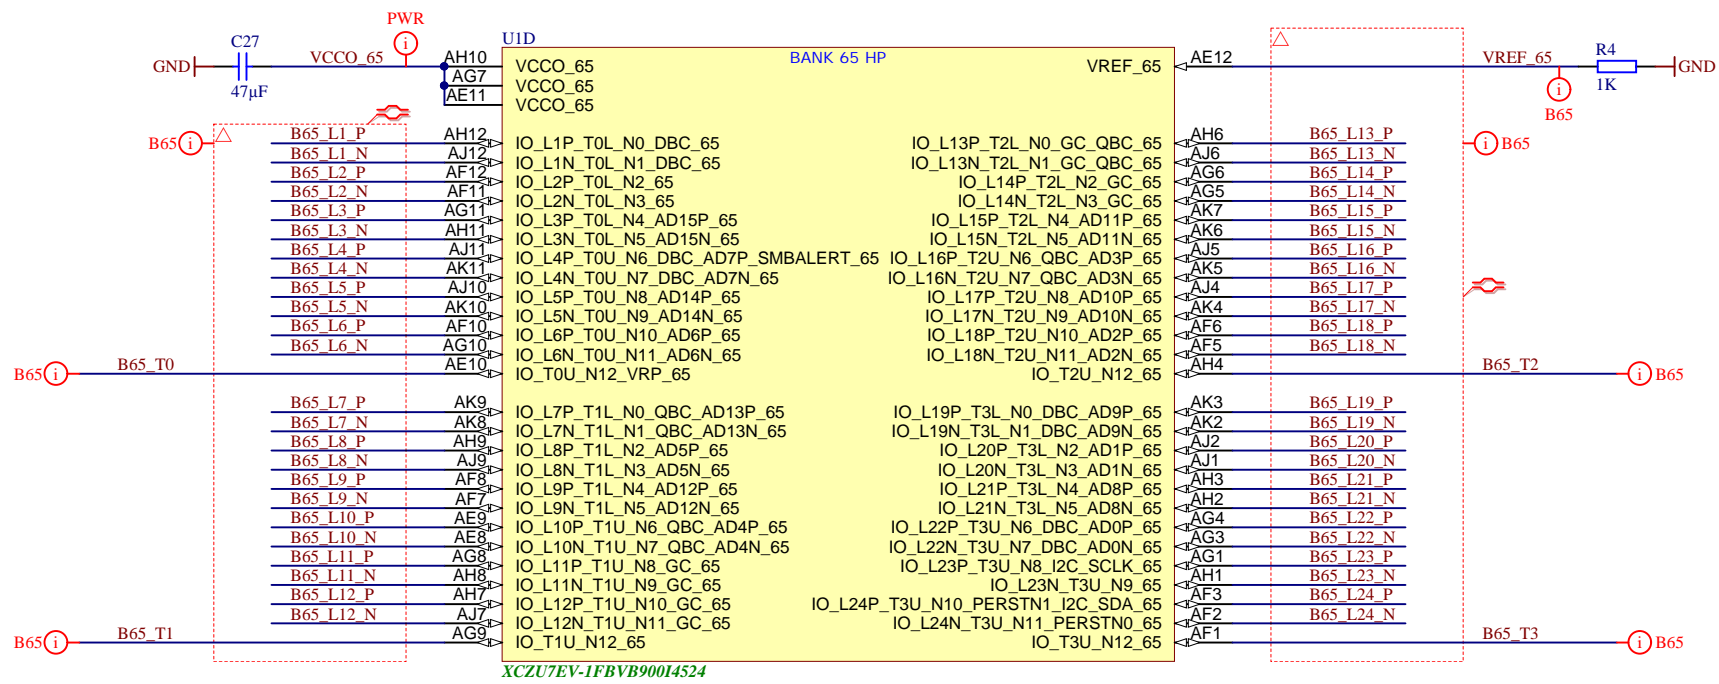 PWR
C27
U1D
GND
VCCO_65
47µF
BANK 65 HP
AH10 VCCO_65
AG7 VCCO_65
AE11 VCCO_65
VREF_65 AE12
VREF_65
R4
1K
GND
B65
B65
B65_L1_P AH12 IO_L1P_T0L_N0_DBC_65
B65_L1_N AJ12 IO_L1N_T0L_N1_DBC_65
B65_L2_P AF12 IO_L2P_T0L_N2_65
B65_L2_N AF11 IO_L2N_T0L_N3_65
B65_L3_P AG11 IO_L3P_T0L_N4_AD15P_65
B65_L3_N AH11 IO_L3N_T0L_N5_AD15N_65
B65_L4_P AJ11 IO_L4P_T0U_N6_DBC_AD7P_SMBALERT_65
B65_L4_N AK11 IO_L4N_T0U_N7_DBC_AD7N_65
B65_L5_P AJ10 IO_L5P_T0U_N8_AD14P_65
B65_L5_N AK10 IO_L5N_T0U_N9_AD14N_65
B65_L6_P AF10 IO_L6P_T0U_N10_AD6P_65
B65_L6_N AG10 IO_L6N_T0U_N11_AD6N_65
B65 B65_T0 AE10 IO_T0U_N12_VRP_65
B65_L7_P AK9 IO_L7P_T1L_N0_QBC_AD13P_65
B65_L7_N AK8 IO_L7N_T1L_N1_QBC_AD13N_65
B65_L8_P AH9 IO_L8P_T1L_N2_AD5P_65
B65_L8_N AJ9 IO_L8N_T1L_N3_AD5N_65
B65_L9_P AF8 IO_L9P_T1L_N4_AD12P_65
B65_L9_N AF7 IO_L9N_T1L_N5_AD12N_65
B65_L10_P AE9 IO_L10P_T1U_N6_QBC_AD4P_65
B65_L10_N AE8 IO_L10N_T1U_N7_QBC_AD4N_65
B65_L11_P AG8 IO_L11P_T1U_N8_GC_65
B65_L11_N AH8 IO_L11N_T1U_N9_GC_65
B65_L12_P AH7 IO_L12P_T1U_N10_GC_65
B65_L12_N AJ7 IO_L12N_T1U_N11_GC_65
B65 B65_T1 AG9 IO_T1U_N12_65
IO_L13P_T2L_N0_GC_QBC_65 AH6 B65_L13_P
B65
IO_L13N_T2L_N1_GC_QBC_65 AJ6 B65_L13_N
IO_L14P_T2L_N2_GC_65 AG6 B65_L14_P
IO_L14N_T2L_N3_GC_65 AG5 B65_L14_N
IO_L15P_T2L_N4_AD11P_65 AK7 B65_L15_P
IO_L15N_T2L_N5_AD11N_65 AK6 B65_L15_N
IO_L16P_T2U_N6_QBC_AD3P_65 AJ5 B65_L16_P
IO_L16N_T2U_N7_QBC_AD3N_65 AK5 B65_L16_N
IO_L17P_T2U_N8_AD10P_65 AJ4 B65_L17_P
IO_L17N_T2U_N9_AD10N_65 AK4 B65_L17_N
IO_L18P_T2U_N10_AD2P_65 AF6 B65_L18_P
IO_L18N_T2U_N11_AD2N_65 AF5 B65_L18_N
IO_T2U_N12_65 AH4 B65_T2 B65
IO_L19P_T3L_N0_DBC_AD9P_65 AK3 B65_L19_P
IO_L19N_T3L_N1_DBC_AD9N_65 AK2 B65_L19_N
IO_L20P_T3L_N2_AD1P_65 AJ2 B65_L20_P
IO_L20N_T3L_N3_AD1N_65 AJ1 B65_L20_N
IO_L21P_T3L_N4_AD8P_65 AH3 B65_L21_P
IO_L21N_T3L_N5_AD8N_65 AH2 B65_L21_N
IO_L22P_T3U_N6_DBC_AD0P_65 AG4 B65_L22_P
IO_L22N_T3U_N7_DBC_AD0N_65 AG3 B65_L22_N
IO_L23P_T3U_N8_I2C_SCLK_65 AG1 B65_L23_P
IO_L23N_T3U_N9_65 AH1 B65_L23_N
IO_L24P_T3U_N10_PERSTN1_I2C_SDA_65 AF3 B65_L24_P
IO_L24N_T3U_N11_PERSTN0_65 AF2 B65_L24_N
IO_T3U_N12_65 AF1 B65_T3 B65
XCZU7EV-1FBVB900I4524